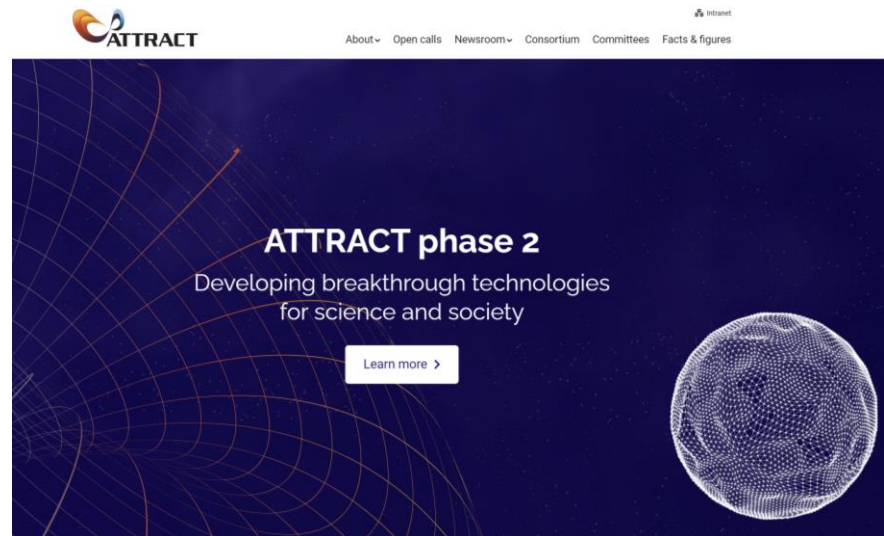 Intranet
ATTRACT
About Open calls Newsroom Consortium Committees Facts & figures
ATTRACT phase 2
Developing breakthrough technologies
for science and society
Learn more